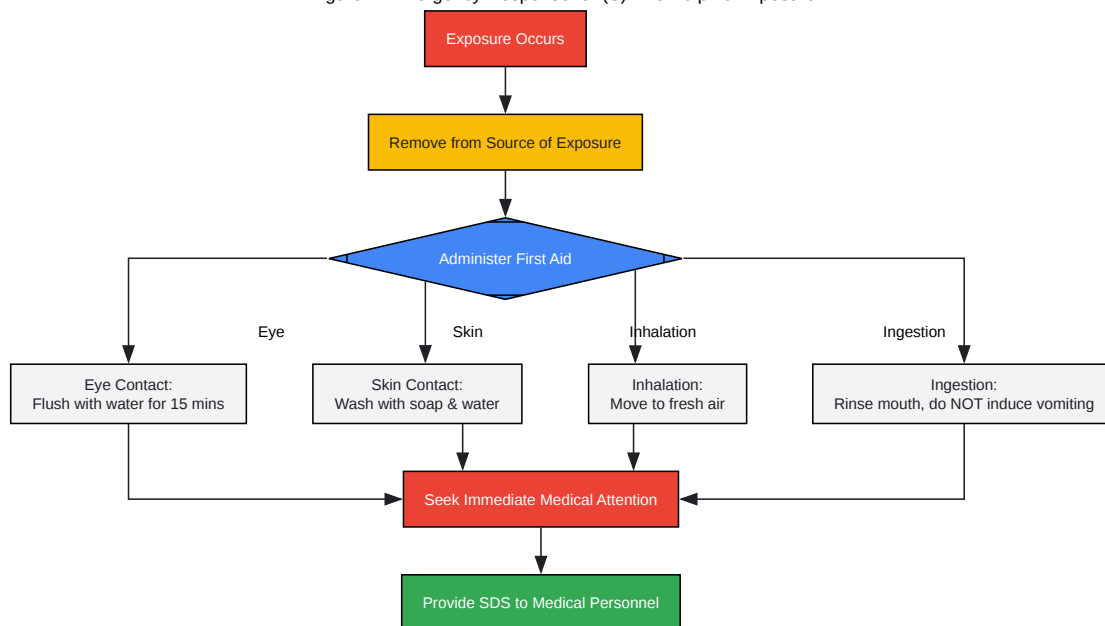 Exposure Occurs
Remove from Source of Exposure
Administer First Aid
Eye
Skin
Inhalation
Ingestion
Eye Contact:
Flush with water for 15 mins
Skin Contact:
Wash with soap & water
Inhalation:
Move to fresh air
Ingestion:
Rinse mouth, do NOT induce vomiting
Seek Immediate Medical Attention
Provide SDS to Medical Personnel